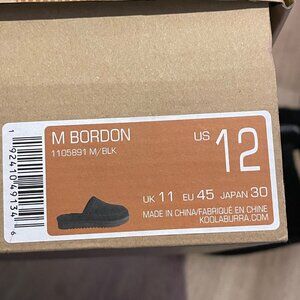 M BORDON
1105891 M/BLK
US 12
UK 11 EU 45 JAPAN 30
MADE IN CHINA/FABRIQUÉ EN CHINE
KOOLABURRA.COM